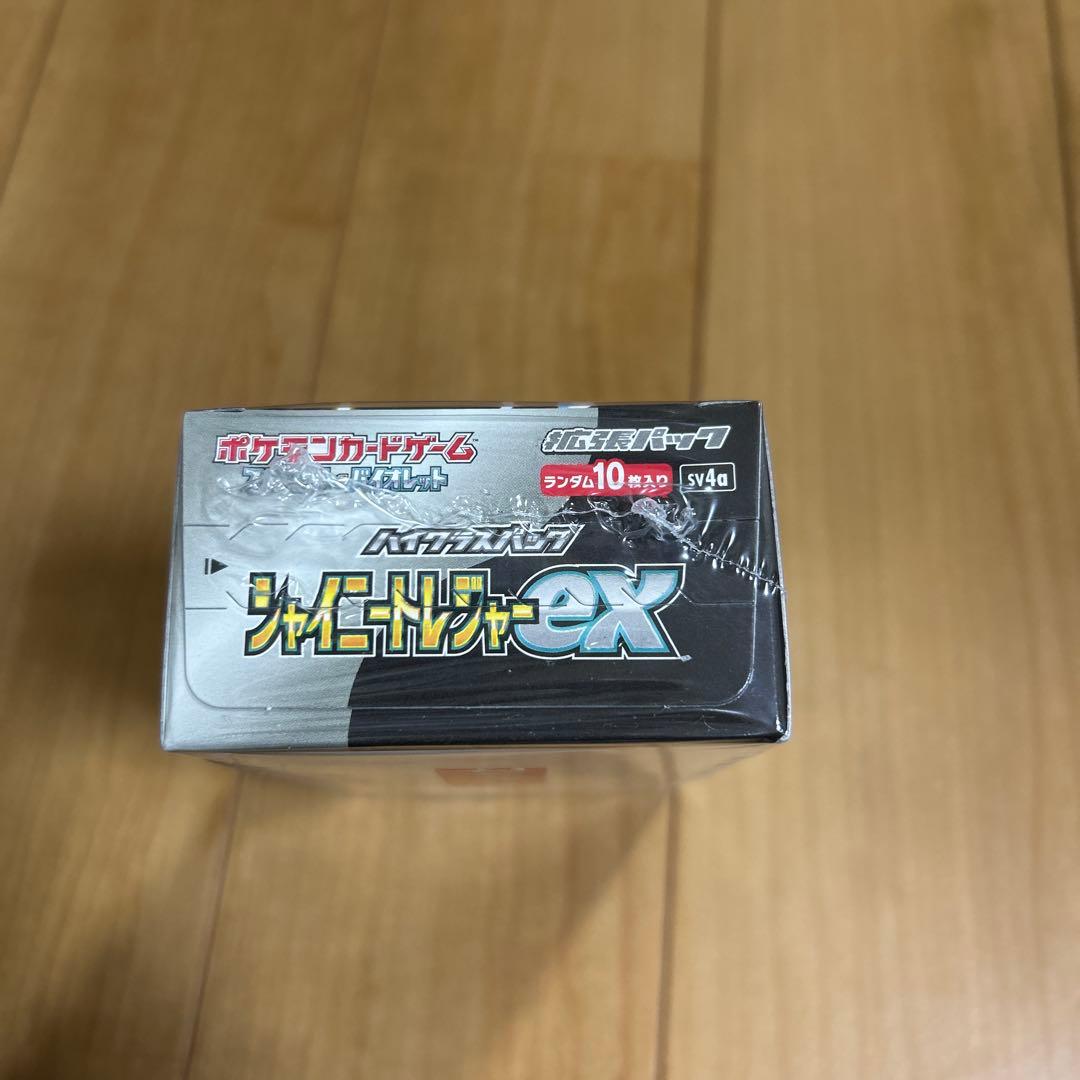 ポケモンカードゲーム
拡張パック
ランダム10枚入り sv4a
ハイクラスパック
シャイニートレジャーex